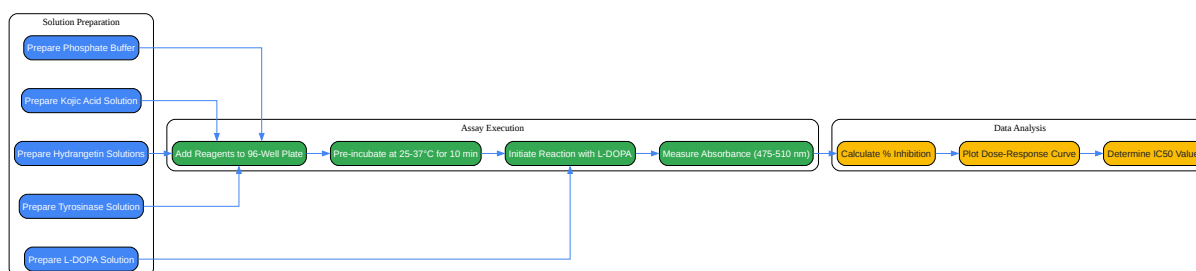 Solution Preparation
Prepare Phosphate Buffer
Prepare Kojic Acid Solution
Prepare Hydrangetin Solutions
Prepare Tyrosinase Solution
Prepare L-DOPA Solution
Assay Execution
Add Reagents to 96-Well Plate
Pre-incubate at 25-37°C for 10 min
Initiate Reaction with L-DOPA
Measure Absorbance (475-510 nm)
Data Analysis
Calculate % Inhibition
Plot Dose-Response Curve
Determine IC50 Value